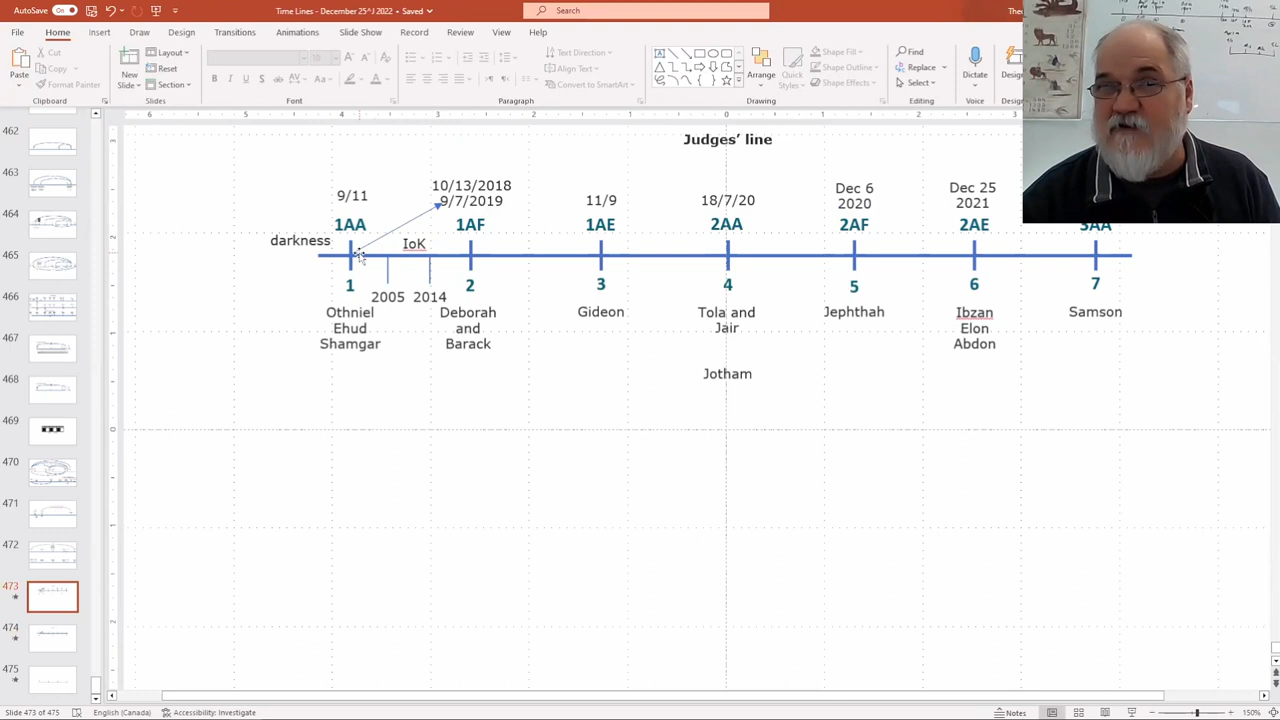 AutoSave On
Time Lines - December 25^J 2022 • Saved
Search
Theo
File Home Insert Draw Design Transitions Animations Slide Show Record Review View Help
Paste
Cut
Copy
Format Painter
Clipboard
New
Slide
Layout
Reset
Section
Slides
Font
Text Direction
Align Text
Convert to SmartArt
Paragraph
Arrange
Quick
Styles
Shape Fill
Shape Outline
Shape Effects
Drawing
Find
Replace
Select
Editing
Dictate
Voice
Judges’ line
9/11
10/13/2018
9/7/2019
11/9
18/7/20
Dec 6
2020
Dec 25
2021
1AA 1AF 1AE 2AA 2AF 2AE 3AA
darkness
IoK
1 2 3 4 5 6 7
2005 2014
Othniel
Ehud
Shamgar
Deborah
and
Barack
Gideon
Tola and
Jair
Jephthah
Ibzan
Elon
Abdon
Samson
Jotham
462
463
464
465
466
467
468
469
470
471
472
473
474
475
Slide 473 of 475 English (Canada) Accessibility: Investigate Notes 150%